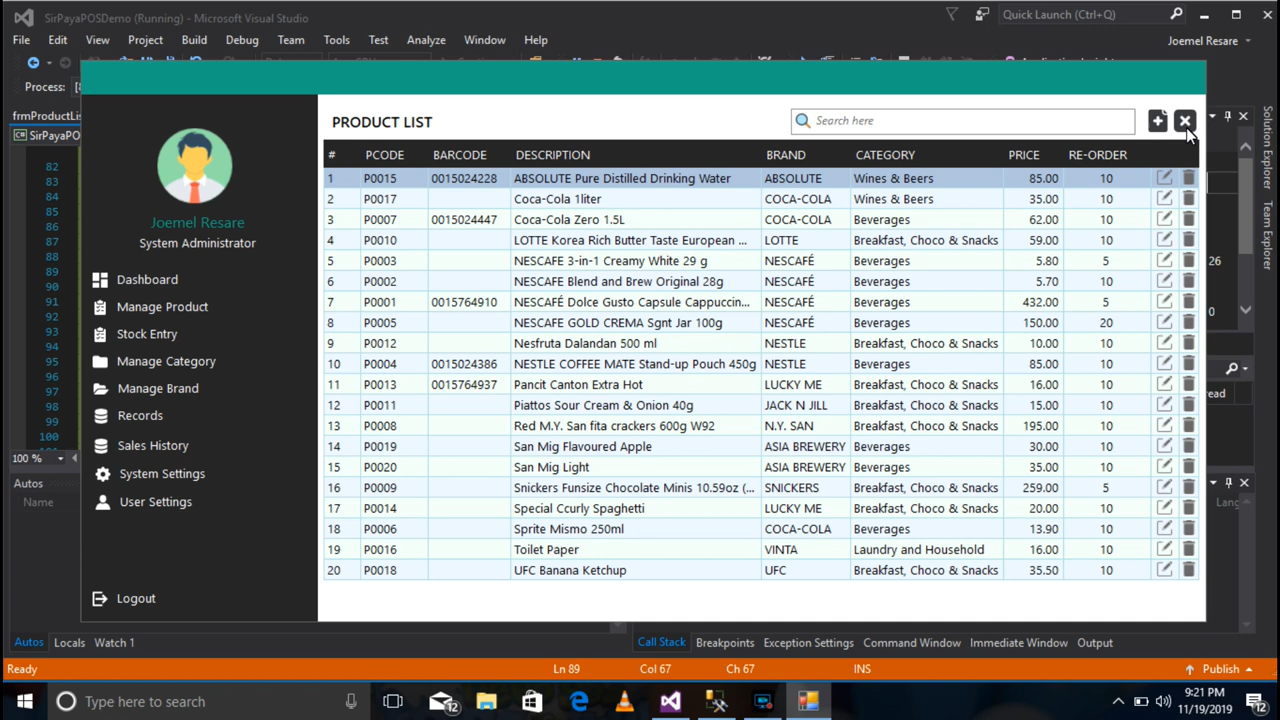 SirPayaPOSDemo (Running) - Microsoft Visual Studio
Quick Launch (Ctrl+Q)
File Edit View Project Build Debug Team Tools Test Analyze Window Help
Joemel Resare
Process:
frmProductLis
SirPayaPO
82
83
84
85
86
87
88
89
90
91
92
93
94
95
96
97
98
99
100
100 %
Joemel Resare
System Administrator
Dashboard
Manage Product
Stock Entry
Manage Category
Manage Brand
Records
Sales History
System Settings
User Settings
Logout
PRODUCT LIST
Search here
# PCODE BARCODE DESCRIPTION BRAND CATEGORY PRICE RE-ORDER
1 P0015 0015024228 ABSOLUTE Pure Distilled Drinking Water ABSOLUTE Wines & Beers 85.00 10
2 P0017 Coca-Cola 1liter COCA-COLA Wines & Beers 35.00 10
3 P0007 0015024447 Coca-Cola Zero 1.5L COCA-COLA Beverages 62.00 10
4 P0010 LOTTE Korea Rich Butter Taste European ... LOTTE Breakfast, Choco & Snacks 59.00 10
5 P0003 NESCAFE 3-in-1 Creamy White 29 g NESCAFÉ Beverages 5.80 5
6 P0002 NESCAFE Blend and Brew Original 28g NESCAFÉ Beverages 5.70 10
7 P0001 0015764910 NESCAFÉ Dolce Gusto Capsule Cappuccin... NESCAFÉ Beverages 432.00 5
8 P0005 NESCAFE GOLD CREMA Sgnt Jar 100g NESCAFÉ Beverages 150.00 20
9 P0012 Nesfruta Dalandan 500 ml NESTLE Beverages 10.00 10
10 P0004 0015024386 NESTLE COFFEE MATE Stand-up Pouch 450g NESTLE Beverages 85.00 10
11 P0013 0015764937 Pancit Canton Extra Hot LUCKY ME Breakfast, Choco & Snacks 16.00 10
12 P0011 Piattos Sour Cream & Onion 40g JACK N JILL Breakfast, Choco & Snacks 15.00 10
13 P0008 Red M.Y. San fita crackers 600g W92 N.Y. SAN Breakfast, Choco & Snacks 195.00 10
14 P0019 San Mig Flavoured Apple ASIA BREWERY Beverages 30.00 10
15 P0020 San Mig Light ASIA BREWERY Beverages 35.00 10
16 P0009 Snickers Funsize Chocolate Minis 10.59oz (... SNICKERS Breakfast, Choco & Snacks 259.00 5
17 P0014 Special Ccurly Spaghetti LUCKY ME Breakfast, Choco & Snacks 20.00 10
18 P0006 Sprite Mismo 250ml COCA-COLA Beverages 13.90 10
19 P0016 Toilet Paper VINTA Laundry and Household 16.00 10
20 P0018 UFC Banana Ketchup UFC Breakfast, Choco & Snacks 35.50 10
Solution Explorer
Team Explorer
26
0
read
Lang
Autos
Name
Autos Locals Watch 1
Call Stack Breakpoints Exception Settings Command Window Immediate Window Output
Ready Ln 89 Col 67 Ch 67 INS Publish
Type here to search
12
9:21 PM
11/19/2019
12